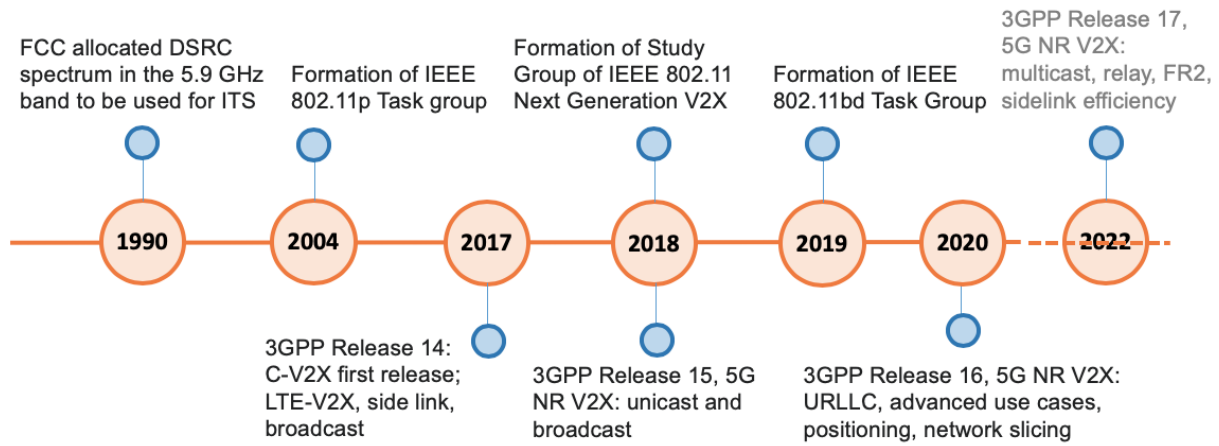 FCC allocated DSRC
spectrum in the 5.9 GHz
band to be used for ITS
Formation of IEEE
802.11p Task group
Formation of Study
Group of IEEE 802.11
Next Generation V2X
Formation of IEEE
802.11bd Task Group
3GPP Release 17,
5G NR V2X:
multicast, relay, FR2,
sidelink efficiency
1990
2004
2017
2018
2019
2020
2022
3GPP Release 14:
C-V2X first release;
LTE-V2X, side link,
broadcast
3GPP Release 15, 5G
NR V2X: unicast and
broadcast
3GPP Release 16, 5G NR V2X:
URLLC, advanced use cases,
positioning, network slicing